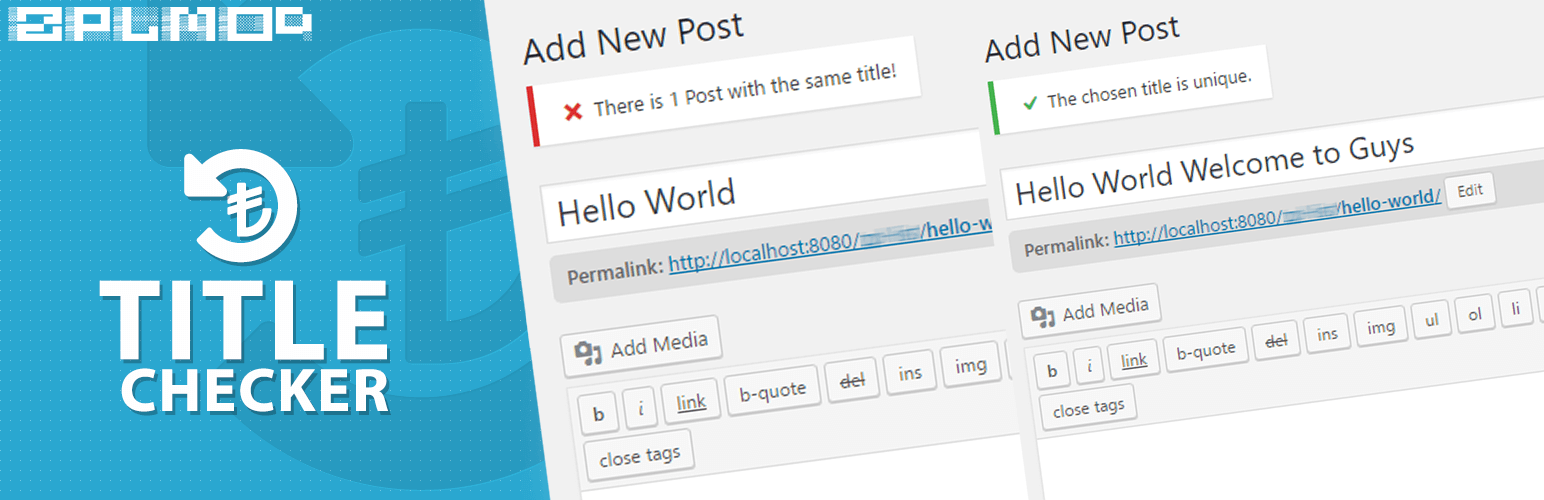 2PLMO9
TITLE
CHECKER
Add New Post
There is 1 Post with the same title!
Hello World
Permalink: http://localhost:8080/ /hello-w
Add Media
b i link b-quote del ins img
close tags
Add New Post
The chosen title is unique.
Hello World Welcome to Guys
Permalink: http://localhost:8080/ /hello-world/ Edit
Add Media
b i link b-quote del ins img ul ol li
close tags